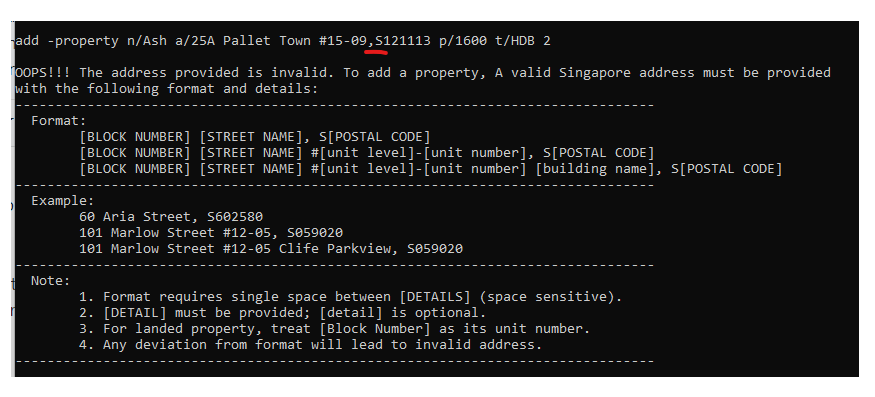 add -property n/Ash a/25A Pallet Town #15-09,S121113 p/1600 t/HDB 2
OOPS!!! The address provided is invalid. To add a property, A valid Singapore address must be provided
with the following format and details:
--------------------------------------------------------------------------------
Format:
[BLOCK NUMBER] [STREET NAME], S[POSTAL CODE]
[BLOCK NUMBER] [STREET NAME] #[unit level]-[unit number], S[POSTAL CODE]
[BLOCK NUMBER] [STREET NAME] #[unit level]-[unit number] [building name], S[POSTAL CODE]
--------------------------------------------------------------------------------
Example:
60 Aria Street, S602580
101 Marlow Street #12-05, S059020
101 Marlow Street #12-05 Clife Parkview, S059020
--------------------------------------------------------------------------------
Note:
1. Format requires single space between [DETAILS] (space sensitive).
2. [DETAIL] must be provided; [detail] is optional.
3. For landed property, treat [Block Number] as its unit number.
4. Any deviation from format will lead to invalid address.
--------------------------------------------------------------------------------